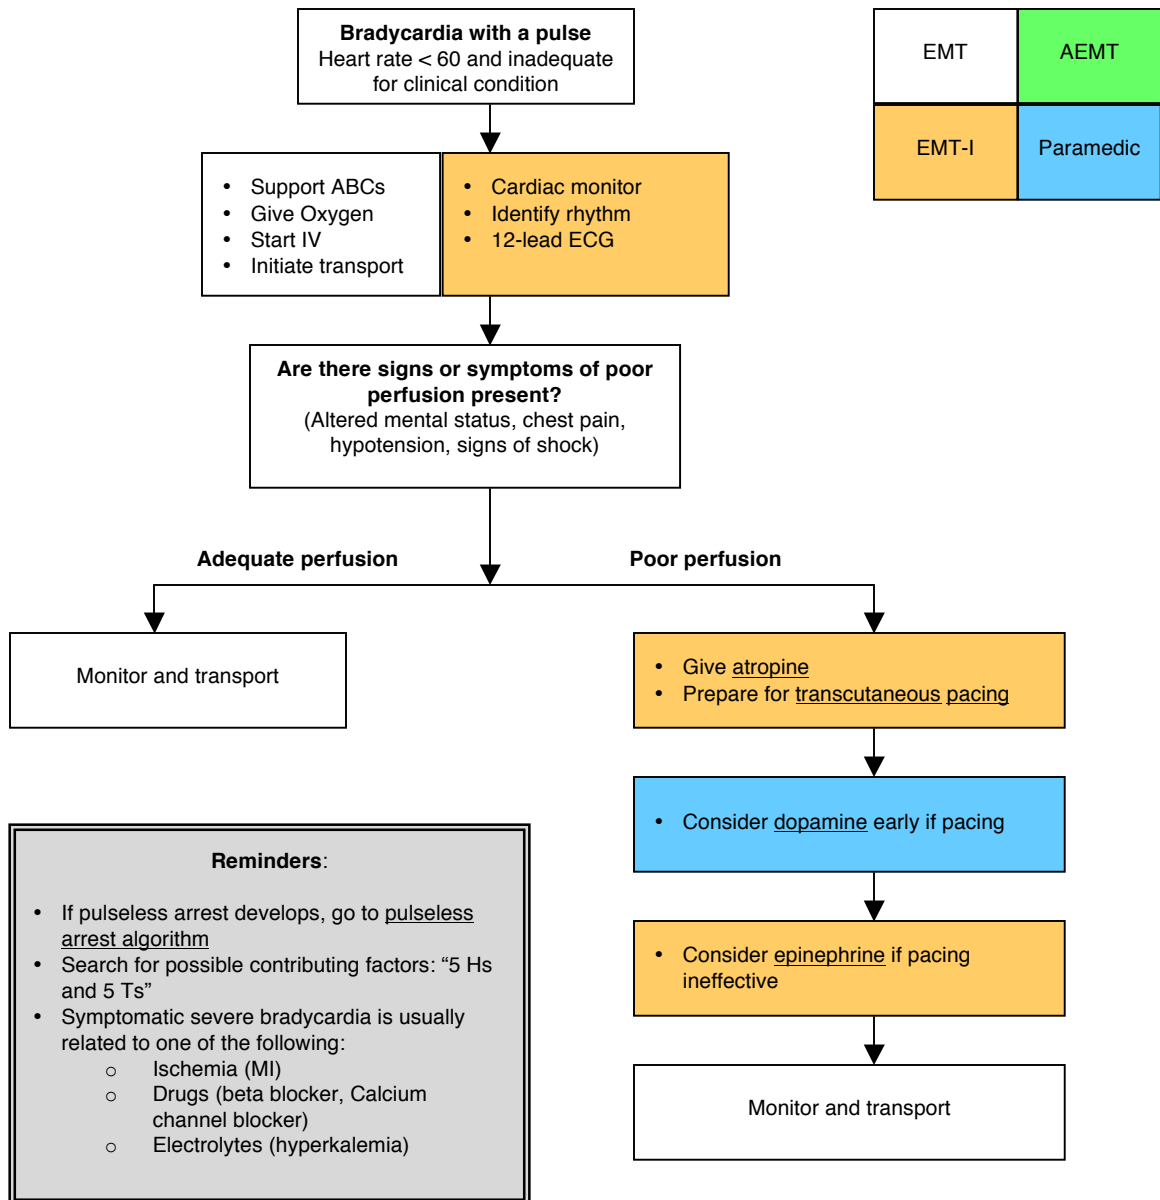 Bradycardia with a pulse
Heart rate < 60 and inadequate
for clinical condition
EMT
AEMT
EMT-I
Paramedic
• Support ABCs
• Give Oxygen
• Start IV
• Initiate transport
• Cardiac monitor
• Identify rhythm
• 12-lead ECG
Are there signs or symptoms of poor
perfusion present?
(Altered mental status, chest pain,
hypotension, signs of shock)
Adequate perfusion
Poor perfusion
Monitor and transport
• Give atropine
• Prepare for transcutaneous pacing
• Consider dopamine early if pacing
• Consider epinephrine if pacing
ineffective
Monitor and transport
Reminders:
• If pulseless arrest develops, go to pulseless
arrest algorithm
• Search for possible contributing factors: “5 Hs
and 5 Ts”
• Symptomatic severe bradycardia is usually
related to one of the following:
o Ischemia (MI)
o Drugs (beta blocker, Calcium
channel blocker)
o Electrolytes (hyperkalemia)